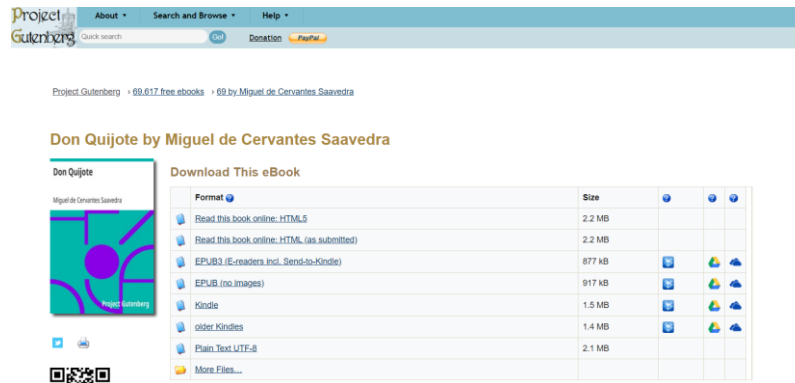 Project Gutenberg
About ▾ Search and Browse ▾ Help ▾
Quick search Go! Donation PayPal
Project Gutenberg › 69,617 free ebooks › 69 by Miguel de Cervantes Saavedra
Don Quijote by Miguel de Cervantes Saavedra
Don Quijote
Miguel de Cervantes Saavedra
Project Gutenberg
Download This eBook
Format Size
Read this book online: HTML5 2.2 MB
Read this book online: HTML (as submitted) 2.2 MB
EPUB3 (E-readers incl. Send-to-Kindle) 877 kB
EPUB (no images) 917 kB
Kindle 1.5 MB
older Kindles 1.4 MB
Plain Text UTF-8 2.1 MB
More Files...